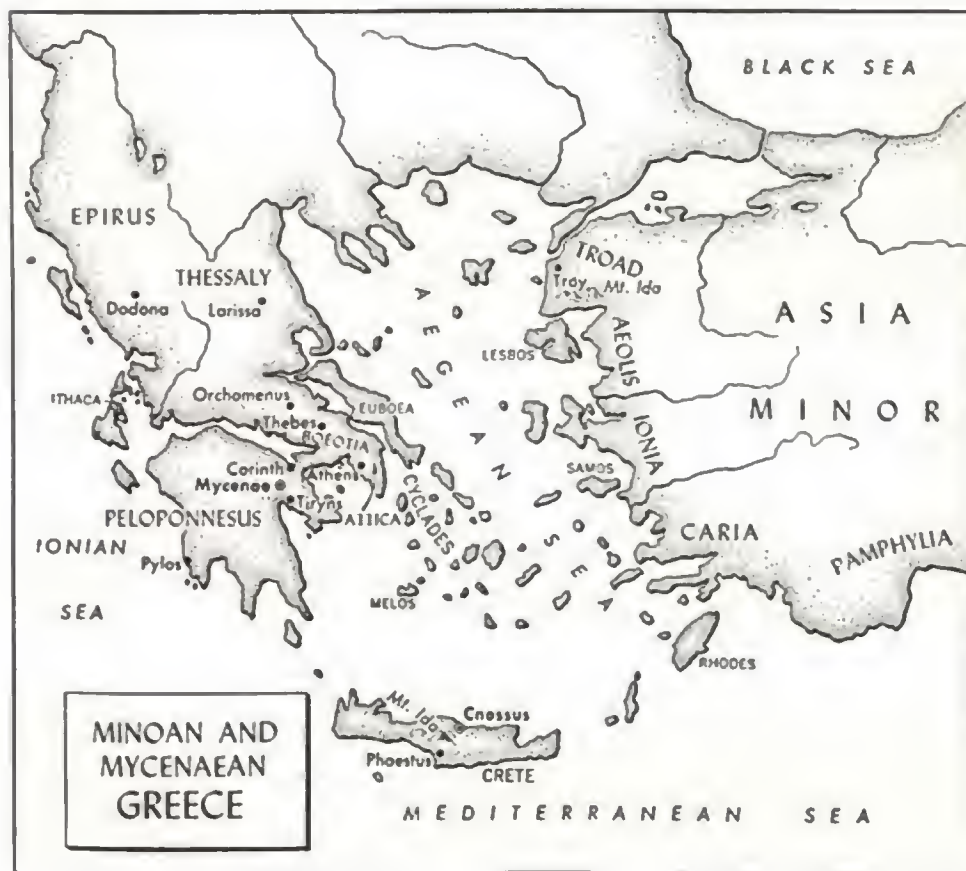 BLACK SEA
EPIRUS
THESSALY
TROAD
Troy
Mt. Ida
Dodona
Larissa
AEGEAN SEA
ASIA
MINOR
LESBOS
AEOLIS
ITHACA
Orchomenus
EUBOEA
Thebes
BOEOTIA
IONIA
Corinth
Athens
SAMOS
Mycenae
Tiryns
CYCLADES
PELOPONNESUS
ATTICA
IONIAN
SEA
CARIA
PAMPHYLIA
Pylos
MELOS
RHODES
Mt. Ida
Cnossus
Phaestus
CRETE
MINOAN AND
MYCENAEAN
GREECE
MEDITERRANEAN SEA